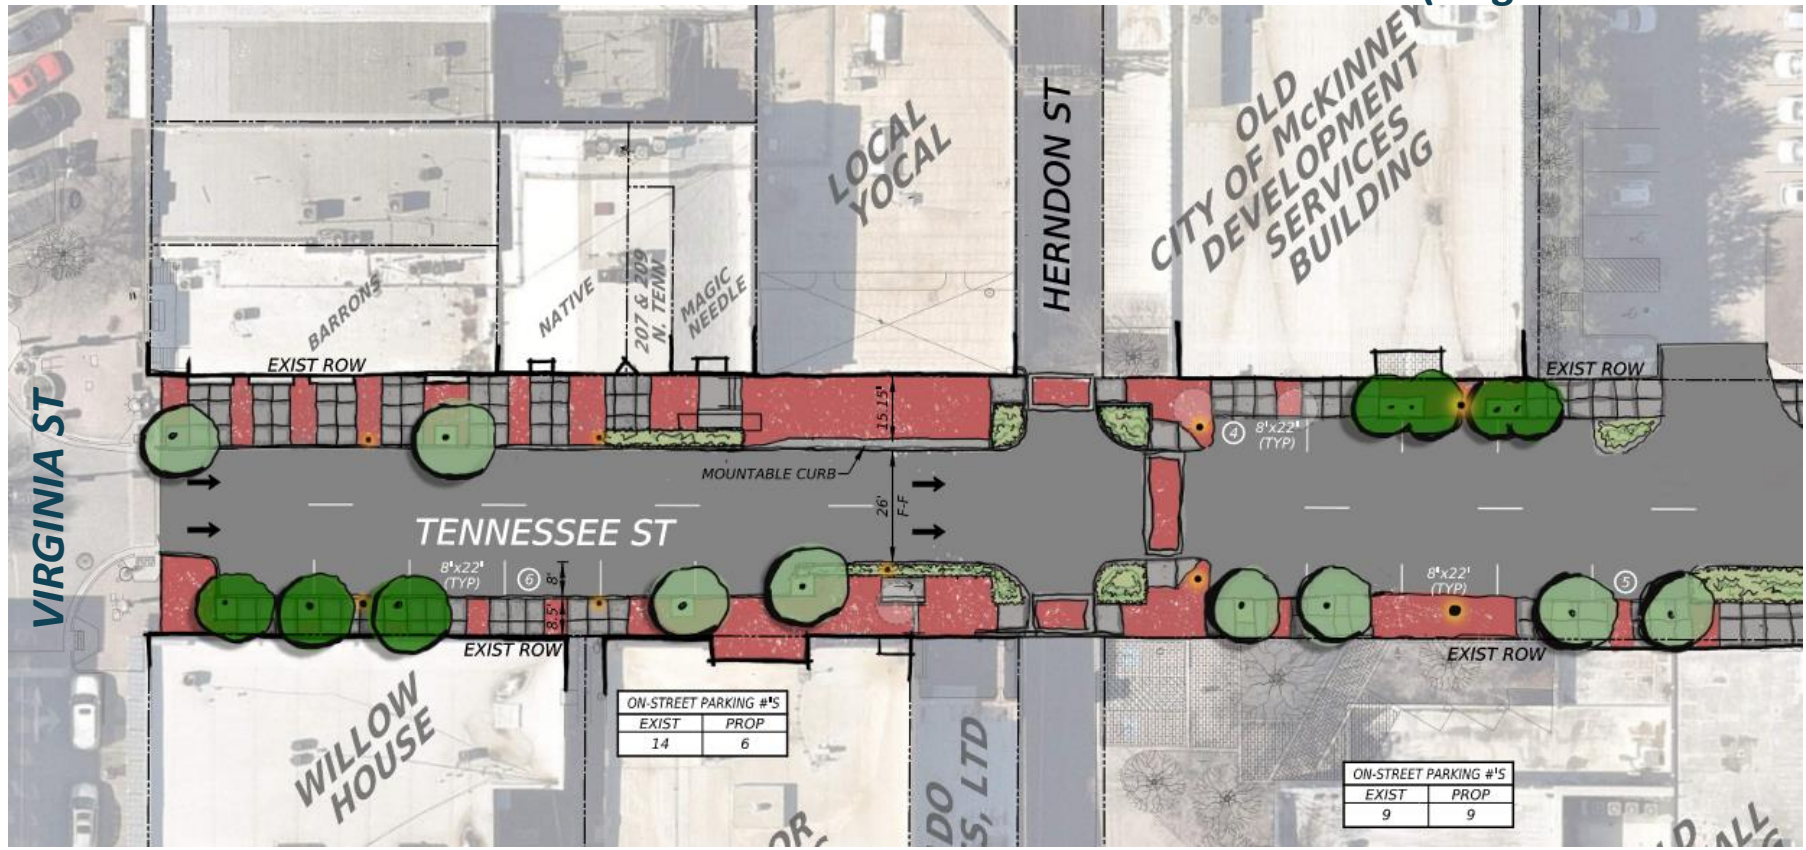 VIRGINIA ST
BARRONS
NATIVE
207 & 209
N. TENN
MAGIC
NEEDLE
LOCAL
YOCAL
HERNDON ST
OLD
CITY OF McKINNEY
DEVELOPMENT
SERVICES
BUILDING
EXIST ROW
EXIST ROW
15.15'
MOUNTABLE CURB
4
8'x22'
(TYP)
26'
F-F
TENNESSEE ST
8'x22'
(TYP)
6
8'
8.5'
8'x22'
(TYP)
5
EXIST ROW
EXIST ROW
WILLOW
HOUSE
ON-STREET PARKING #'S
EXIST PROP
14 6
ON-STREET PARKING #'S
EXIST PROP
9 9